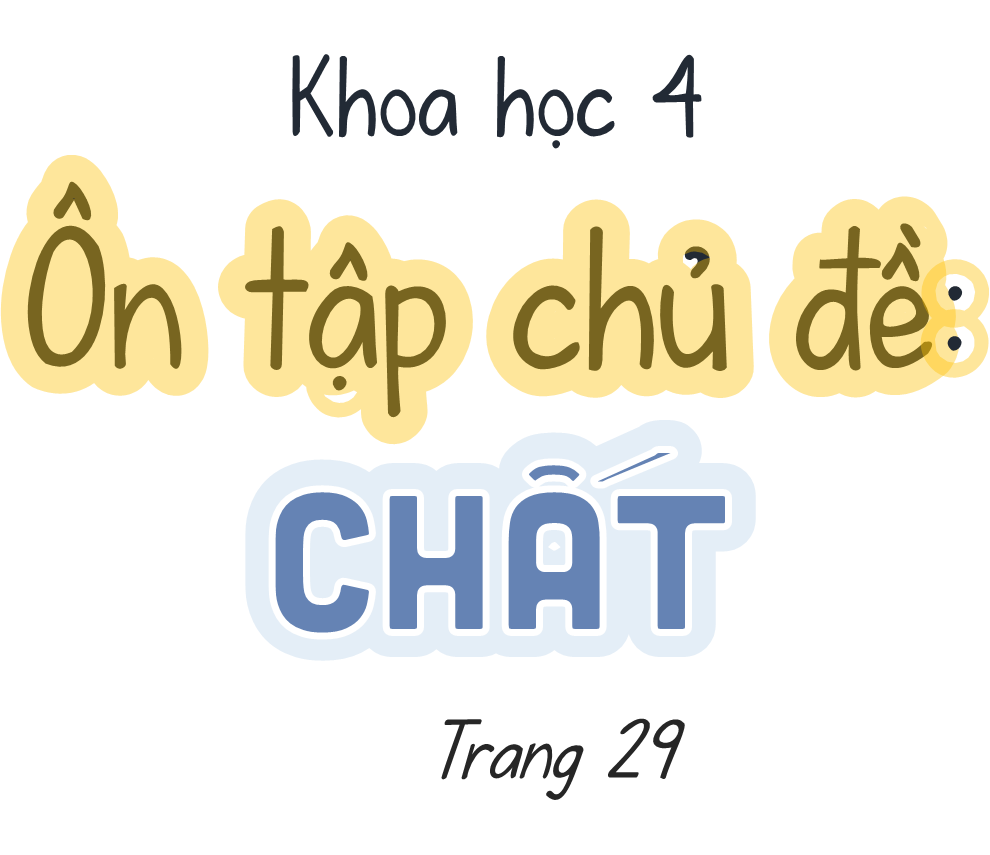 Khoa học 4
Ôn tập chủ đề:
CHẤT
Trang 29